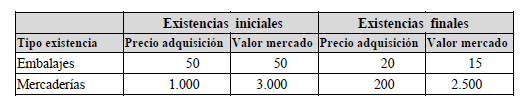 Existencias iniciales Existencias finales
Tipo existencia Precio adquisición Valor mercado Precio adquisición Valor mercado
Embalajes 50 50 20 15
Mercaderías 1.000 3.000 200 2.500